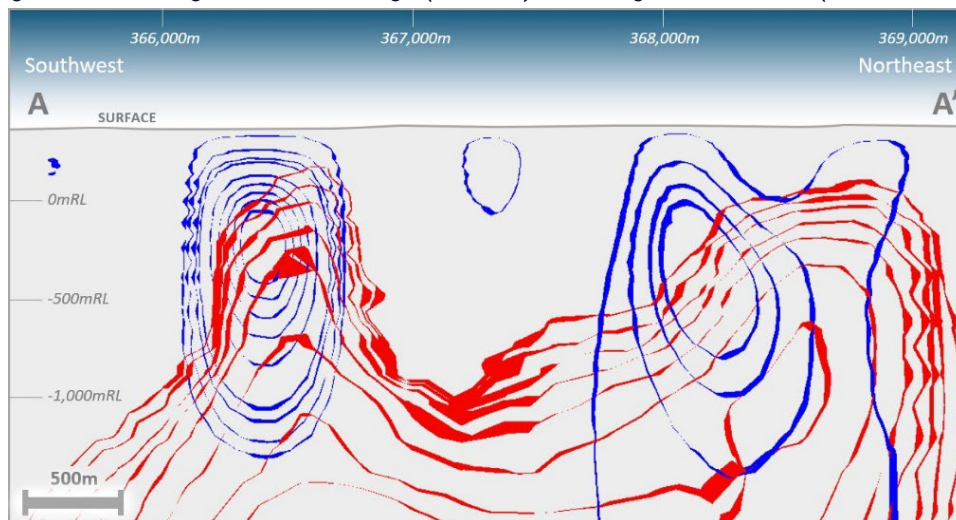 366,000m 367,000m 368,000m 369,000m
Southwest Northeast
A A'
SURFACE
0mRL
-500mRL
-1,000mRL
500m